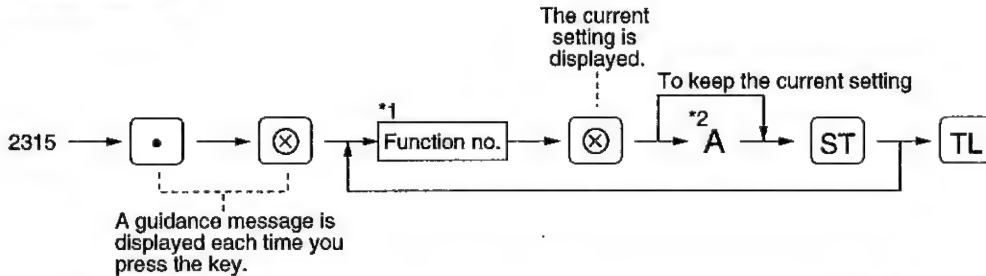 The current
setting is
displayed.
To keep the current setting
*1
*2
2315 • ⊗ Function no. ⊗ A ST TL
A guidance message is
displayed each time you
press the key.